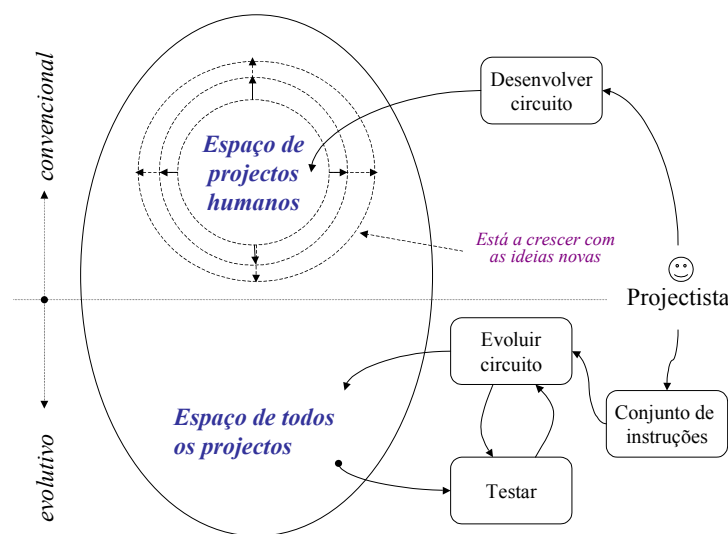 convencional
Espaço de
projectos
humanos
Desenvolver
circuito
Está a crescer com
as ideias novas
Projectista
evolutivo
Espaço de todos
os projectos
Evoluir
circuito
Testar
Conjunto de
instruções